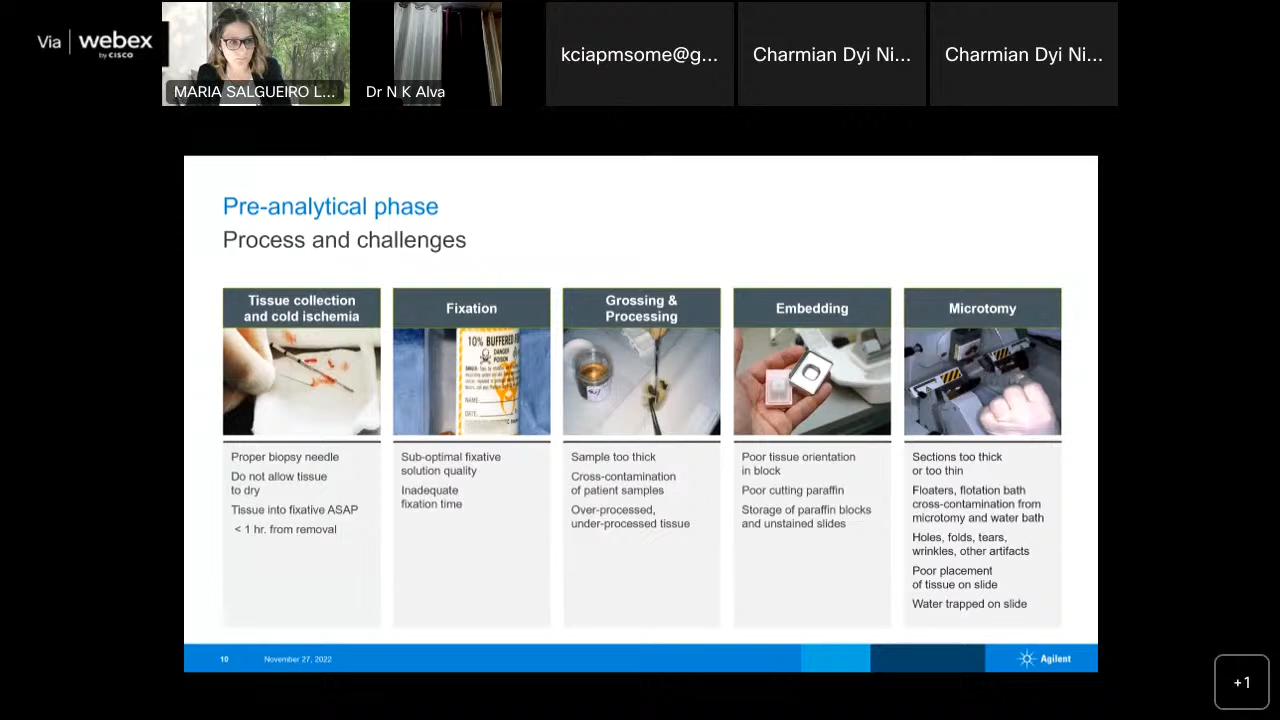 Via | webex
by CISCO
MARIA SALGUEIRO L...
Dr N K Alva
kciapmsome@g...
Charmian Dyi Ni...
Charmian Dyi Ni...
Pre-analytical phase
Process and challenges
Tissue collection
and cold ischemia
Proper biopsy needle
Do not allow tissue
to dry
Tissue into fixative ASAP
< 1 hr. from removal
Fixation
10% BUFFERED
DANGER
POISON
NAME:
DATE:
Sub-optimal fixative
solution quality
Inadequate
fixation time
Grossing &
Processing
Sample too thick
Cross-contamination
of patient samples
Over-processed,
under-processed tissue
Embedding
Poor tissue orientation
in block
Poor cutting paraffin
Storage of paraffin blocks
and unstained slides
Microtomy
Sections too thick
or too thin
Floaters, flotation bath
cross-contamination from
microtomy and water bath
Holes, folds, tears,
wrinkles, other artifacts
Poor placement
of tissue on slide
Water trapped on slide
10
November 27, 2022
Agilent
+1